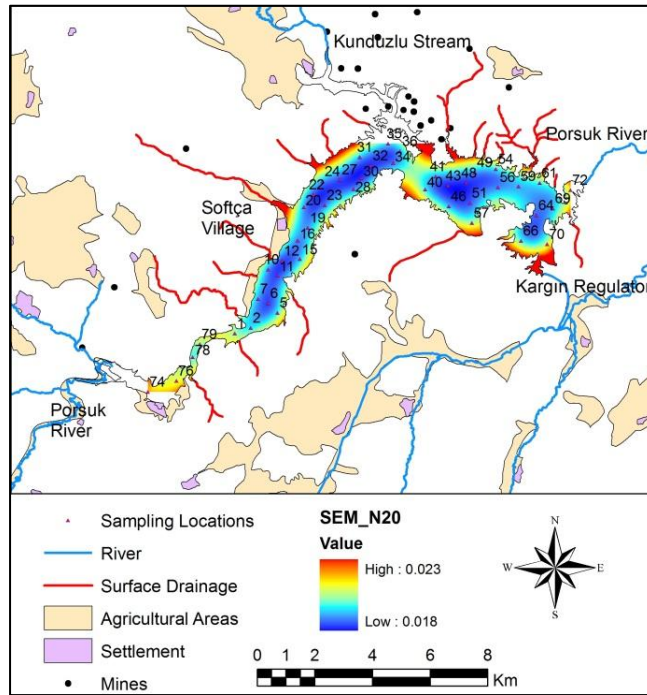 Kunduzlu Stream
35
36
31
32
34
24
27
30
22
28
20
23
19
16
15
12
10
11
7
6
5
1
2
79
78
76
74
41
43
48
49
54
40
46
51
56
59
61
72
57
64
69
66
70
Porsuk River
Softça
Village
Kargın Regulator
Porsuk
River
Sampling Locations
River
Surface Drainage
Agricultural Areas
Settlement
Mines
SEM_N20
Value
High : 0.023
Low : 0.018
N
W
E
S
0 1 2 4 6 8
Km